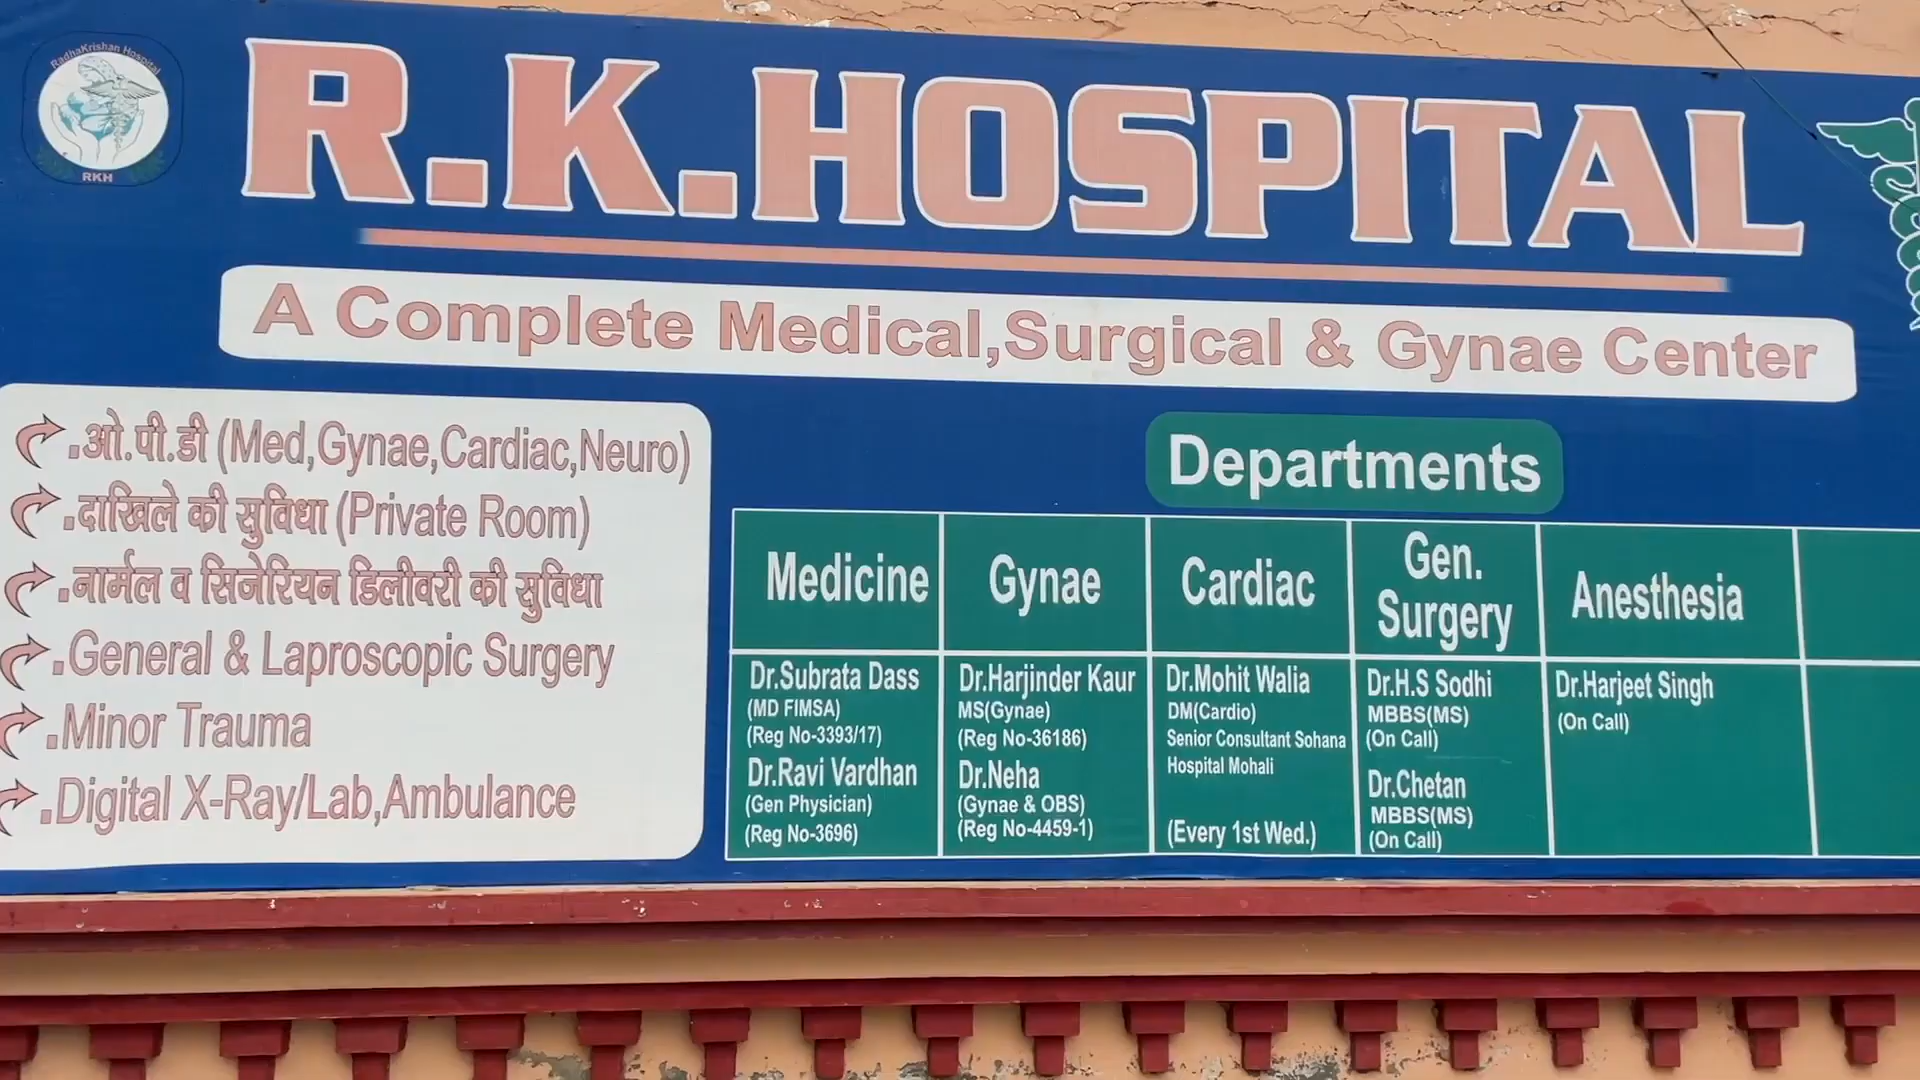 RadhaKrishan Hospital
RKH
R.K.HOSPITAL
A Complete Medical,Surgical & Gynae Center
.ओ.पी.डी (Med,Gynae,Cardiac,Neuro)
.दाखिले की सुविधा (Private Room)
.नार्मल व सिजेरियन डिलीवरी की सुविधा
.General & Laproscopic Surgery
.Minor Trauma
.Digital X-Ray/Lab,Ambulance
Departments
Medicine
Dr.Subrata Dass
(MD FIMSA)
(Reg No-3393/17)
Dr.Ravi Vardhan
(Gen Physician)
(Reg No-3696)
Gynae
Dr.Harjinder Kaur
MS(Gynae)
(Reg No-36186)
Dr.Neha
(Gynae & OBS)
(Reg No-4459-1)
Cardiac
Dr.Mohit Walia
DM(Cardio)
Senior Consultant Sohana
Hospital Mohali
(Every 1st Wed.)
Gen.
Surgery
Dr.H.S Sodhi
MBBS(MS)
(On Call)
Dr.Chetan
MBBS(MS)
(On Call)
Anesthesia
Dr.Harjeet Singh
(On Call)